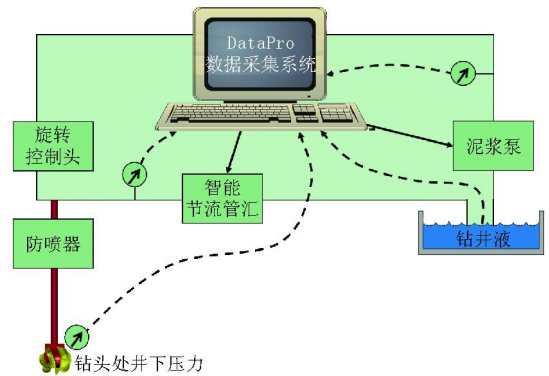 DataPro
数据采集系统
旋转
控制头
泥浆泵
智能
节流管汇
防喷器
钻井液
钻头处井下压力